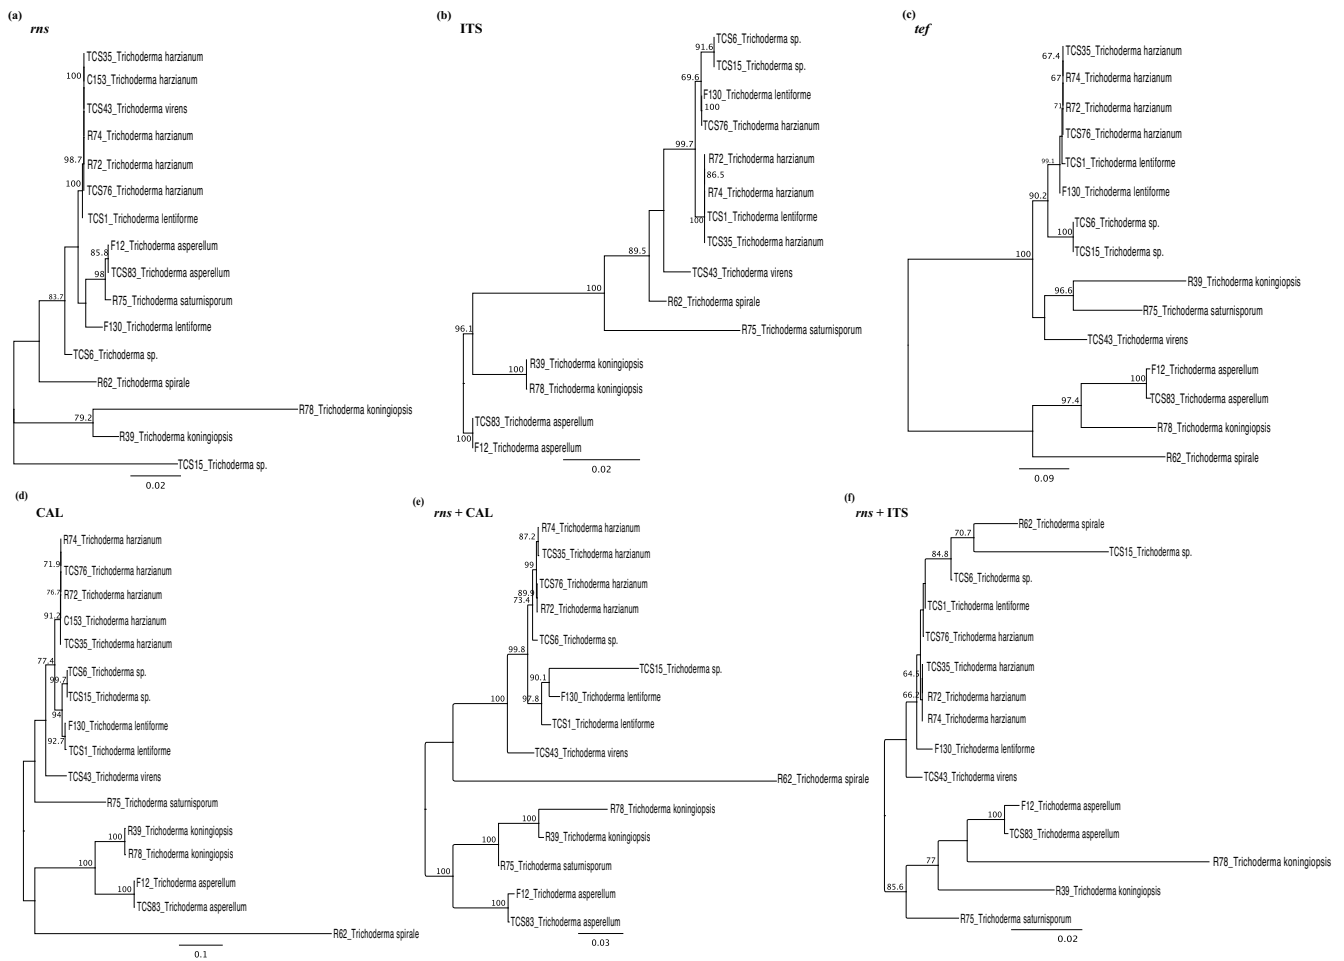 (a)
rns
TCS35_Trichoderma harzianum
100
C153_Trichoderma harzianum
TCS43_Trichoderma virens
R74_Trichoderma harzianum
98.7
R72_Trichoderma harzianum
100
TCS76_Trichoderma harzianum
TCS1_Trichoderma lentiforme
F12_Trichoderma asperellum
85.8
TCS83_Trichoderma asperellum
98
R75_Trichoderma saturnisporum
83.7
F130_Trichoderma lentiforme
TCS6_Trichoderma sp.
R62_Trichoderma spirale
R78_Trichoderma koningiopsis
79.2
R39_Trichoderma koningiopsis
TCS15_Trichoderma sp.
0.02
(b)
ITS
TCS6_Trichoderma sp.
91.6
TCS15_Trichoderma sp.
69.6
F130_Trichoderma lentiforme
100
TCS76_Trichoderma harzianum
99.7
R72_Trichoderma harzianum
86.5
R74_Trichoderma harzianum
TCS1_Trichoderma lentiforme
100
TCS35_Trichoderma harzianum
89.5
TCS43_Trichoderma virens
100
R62_Trichoderma spirale
R75_Trichoderma saturnisporum
96.1
R39_Trichoderma koningiopsis
100
R78_Trichoderma koningiopsis
TCS83_Trichoderma asperellum
100
F12_Trichoderma asperellum
0.02
(c)
tef
TCS35_Trichoderma harzianum
67.4
R74_Trichoderma harzianum
67
R72_Trichoderma harzianum
71
TCS76_Trichoderma harzianum
99.1
TCS1_Trichoderma lentiforme
F130_Trichoderma lentiforme
90.2
TCS6_Trichoderma sp.
100
TCS15_Trichoderma sp.
100
R39_Trichoderma koningiopsis
96.6
R75_Trichoderma saturnisporum
TCS43_Trichoderma virens
F12_Trichoderma asperellum
100
TCS83_Trichoderma asperellum
97.4
R78_Trichoderma koningiopsis
R62_Trichoderma spirale
0.09
(d)
CAL
R74_Trichoderma harzianum
71.9
TCS76_Trichoderma harzianum
76.7
R72_Trichoderma harzianum
91.2
C153_Trichoderma harzianum
TCS35_Trichoderma harzianum
77.4
TCS6_Trichoderma sp.
99.7
TCS15_Trichoderma sp.
94
F130_Trichoderma lentiforme
92.7
TCS1_Trichoderma lentiforme
TCS43_Trichoderma virens
R75_Trichoderma saturnisporum
R39_Trichoderma koningiopsis
100
R78_Trichoderma koningiopsis
100
F12_Trichoderma asperellum
100
TCS83_Trichoderma asperellum
R62_Trichoderma spirale
0.1
(e)
rns + CAL
R74_Trichoderma harzianum
87.2
TCS35_Trichoderma harzianum
99
TCS76_Trichoderma harzianum
89.9
73.4
R72_Trichoderma harzianum
TCS6_Trichoderma sp.
99.8
TCS15_Trichoderma sp.
90.1
F130_Trichoderma lentiforme
97.8
100
TCS1_Trichoderma lentiforme
TCS43_Trichoderma virens
R62_Trichoderma spirale
R78_Trichoderma koningiopsis
100
R39_Trichoderma koningiopsis
100
R75_Trichoderma saturnisporum
100
F12_Trichoderma asperellum
100
TCS83_Trichoderma asperellum
0.03
(f)
rns + ITS
R62_Trichoderma spirale
70.7
TCS15_Trichoderma sp.
84.8
TCS6_Trichoderma sp.
TCS1_Trichoderma lentiforme
TCS76_Trichoderma harzianum
TCS35_Trichoderma harzianum
64.5
R72_Trichoderma harzianum
66.2
R74_Trichoderma harzianum
F130_Trichoderma lentiforme
TCS43_Trichoderma virens
F12_Trichoderma asperellum
100
TCS83_Trichoderma asperellum
77
R78_Trichoderma koningiopsis
85.6
R39_Trichoderma koningiopsis
R75_Trichoderma saturnisporum
0.02